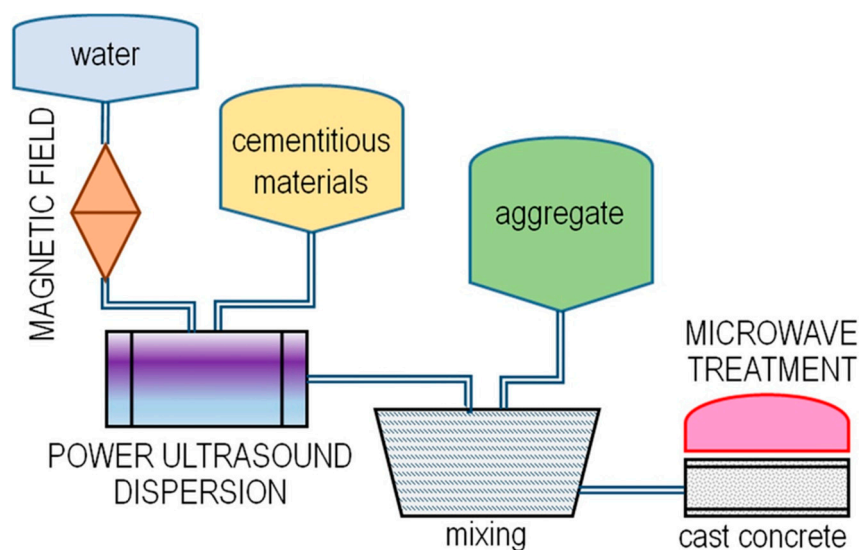 water
MAGNETIC FIELD
cementitious
materials
aggregate
POWER ULTRASOUND
DISPERSION
mixing
MICROWAVE
TREATMENT
cast concrete